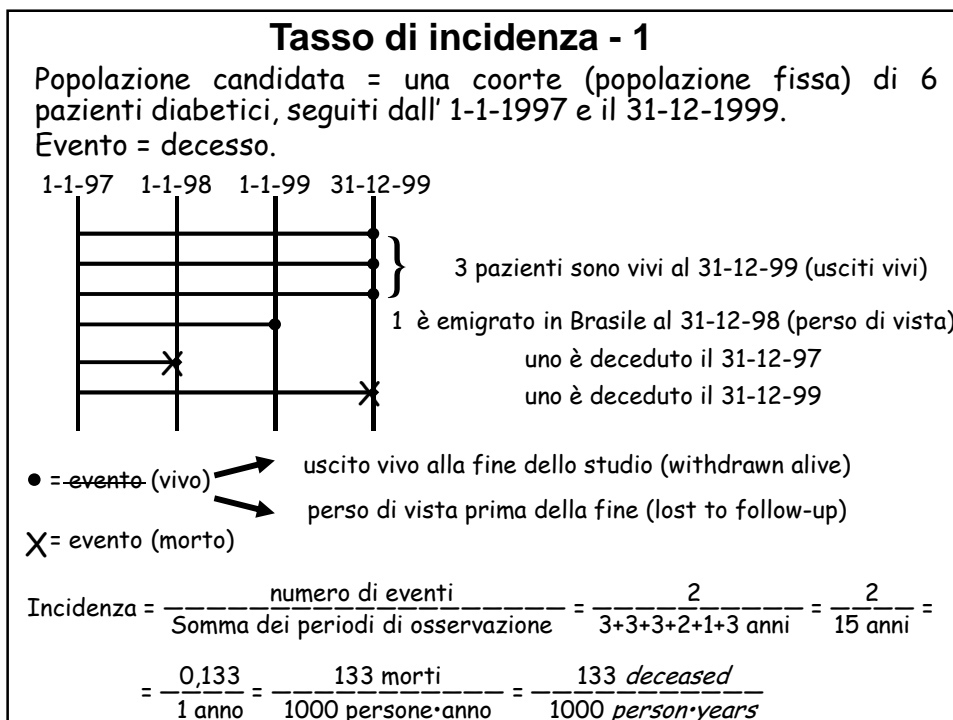 Tasso di incidenza - 1
Popolazione candidata = una coorte (popolazione fissa) di 6
pazienti diabetici, seguiti dall' 1-1-1997 e il 31-12-1999.
Evento = decesso.
1-1-97 1-1-98 1-1-99 31-12-99
3 pazienti sono vivi al 31-12-99 (usciti vivi)
1 è emigrato in Brasile al 31-12-98 (perso di vista)
uno è deceduto il 31-12-97
uno è deceduto il 31-12-99
● = evento (vivo)
uscito vivo alla fine dello studio (withdrawn alive)
perso di vista prima della fine (lost to follow-up)
X = evento (morto)
Incidenza = numero di eventi / Somma dei periodi di osservazione = 2 / 3+3+3+2+1+3 anni = 2 / 15 anni =
= 0,133 / 1 anno = 133 morti / 1000 persone•anno = 133 deceased / 1000 person•years